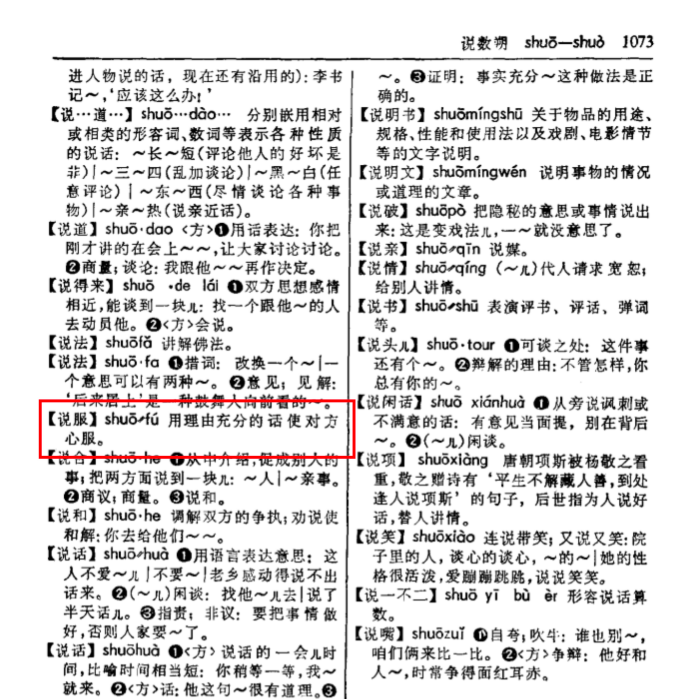 说数朔 shuō—shuò 1073
进人物说的话，现在还有沿用的）：李书
记～，‘应该这么办！’
【说…道…】shuō…dào… 分别嵌用相对
或相类的形容词、数词等表示各种性质
的说话：～长～短（评论他人的好坏是
非）｜～三～四（乱加谈论）｜～黑～白（任
意评论）｜～东～西（尽情谈论各种事
物）｜～亲～热（说亲近话）。
【说道】shuō·dao〈方〉❶用话表达：你把
刚才讲的在会上～～，让大家讨论讨论。
❷商量；谈论：我跟他～～再作决定。
【说得来】shuō ·de lái ❶双方思想感情
相近，能谈到一块儿：找一个跟他～的人
去动员他。❷〈方〉会说。
【说法】shuōfǎ 讲解佛法。
【说法】shuō·fa ❶措词：改换一个～｜一
个意思可以有两种～。❷意见；见解：
‘后来居上’是一种鼓舞人向前看的～。
【说服】shuō∥fú 用理由充分的话使对方
心服。
【说合】shuō·he ❶从中介绍；促成别人的
事；把两方面说到一块儿：～人｜～亲事。
❷商议；商量。❸说和。
【说和】shuō·he 调解双方的争执；劝说使
和解：你去给他们～～。
【说话】shuō∥huà ❶用语言表达意思：这
人不爱～儿｜不要～｜老乡感动得说不出
话来。❷（～儿）闲谈：找他～儿去｜说了
半天话儿。❸指责；非议：要把事情做
好，否则人家要～了。
【说话】shuōhuà ❶〈方〉说话的一会儿时
间，比喻时间相当短：你稍等一等，我～
就来。❷〈方〉话：他这句～很有道理。❸
～。❸证明：事实充分～这种做法是正
确的。
【说明书】shuōmíngshū 关于物品的用途、
规格、性能和使用法以及戏剧、电影情节
等的文字说明。
【说明文】shuōmíngwén 说明事物的情况
或道理的文章。
【说破】shuōpò 把隐秘的意思或事情说出
来：这是变戏法儿，一～就没意思了。
【说亲】shuō∥qīn 说媒。
【说情】shuō∥qíng （～儿）代人请求宽恕；
给别人讲情。
【说书】shuō∥shū 表演评书、评话、弹词
等。
【说头儿】shuō·tour ❶可谈之处：这件事
还有个～。❷辩解的理由：不管怎样，你
总有你的～。
【说闲话】shuō xiánhuà ❶从旁说讽刺或
不满意的话：有意见当面提，别在背后
～。❷（～儿）闲谈。
【说项】shuōxiàng 唐朝项斯被杨敬之看
重，敬之赠诗有‘平生不解藏人善，到处
逢人说项斯’的句子，后世指为人说好
话，替人讲情。
【说笑】shuōxiào 连说带笑；又说又笑：院
子里的人，谈心的谈心，～的～｜她的性
格很活泼，爱蹦蹦跳跳，说说笑笑。
【说一不二】shuō yī bù èr 形容说话算
数。
【说嘴】shuōzuǐ ❶自夸；吹牛：谁也别～，
咱们俩来比一比。❷〈方〉争辩：他好和
人～，时常争得面红耳赤。